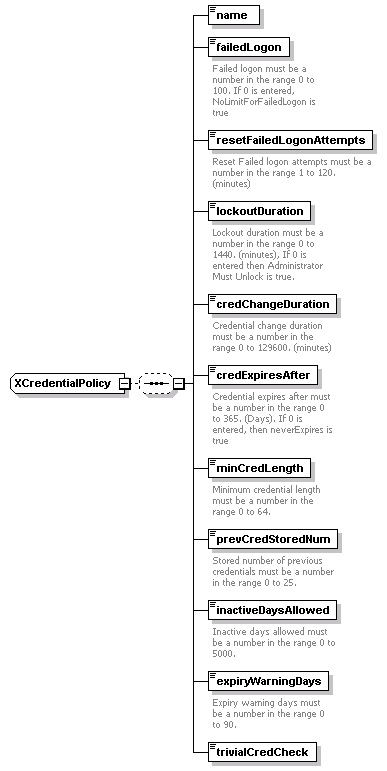 name
failedLogon
Failed logon must be a
number in the range 0 to
100. If 0 is entered,
NoLimitForFailedLogon is
true
resetFailedLogonAttempts
Reset Failed logon attempts must be a
number in the range 1 to 120.
(minutes)
lockoutDuration
Lockout duration must be a
number in the range 0 to
1440. (minutes), If 0 is
entered then Administrator
Must Unlock is true.
credChangeDuration
Credential change duration
must be a number in the
range 0 to 129600. (minutes)
XCredentialPolicy
credExpiresAfter
Credential expires after must
be a number in the range 0
to 365. (Days). If 0 is
entered, then neverExpires is
true
minCredLength
Minimum credential length
must be a number in the
range 0 to 64.
prevCredStoredNum
Stored number of previous
credentials must be a number
in the range 0 to 25.
inactiveDaysAllowed
Inactive days allowed must
be a number in the range 0 to
5000.
expiryWarningDays
Expiry warning days must
be a number in the range 0
to 90.
trivialCredCheck